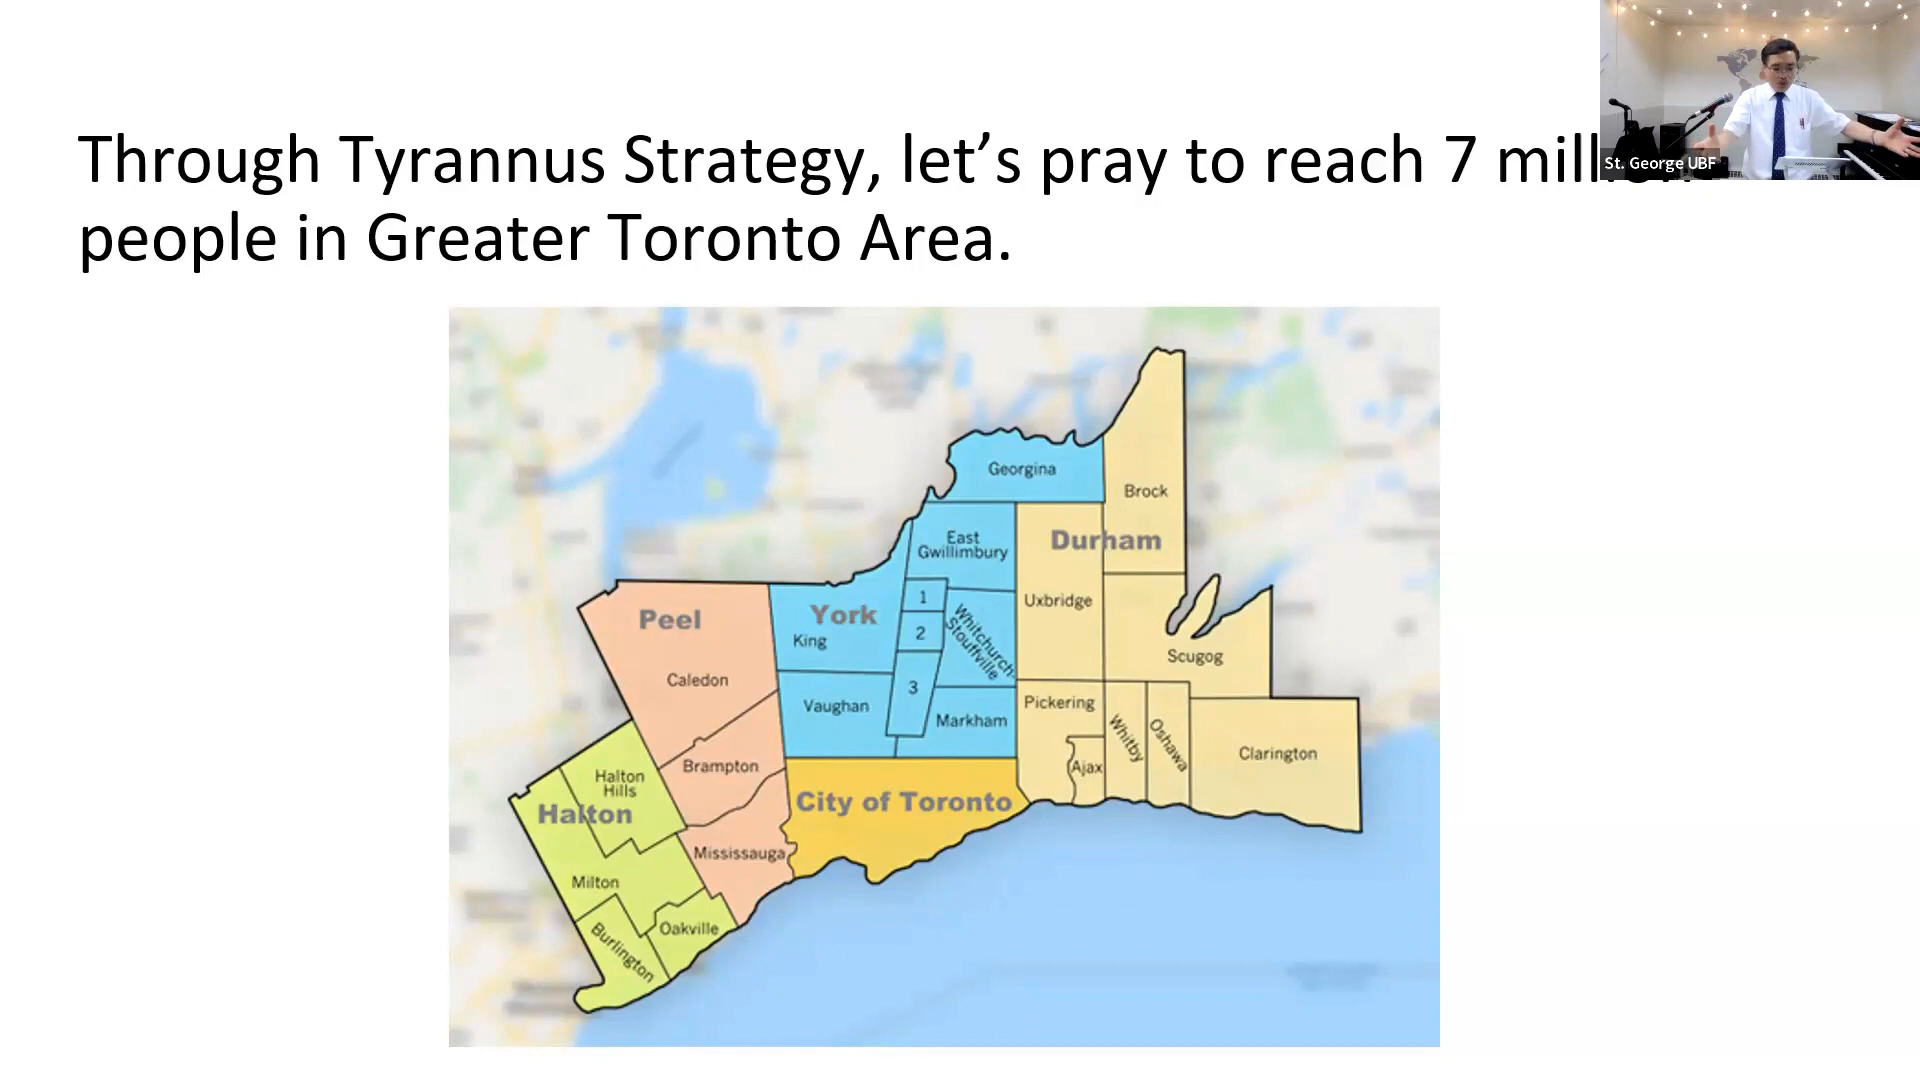 Through Tyrannus Strategy, let’s pray to reach 7 million
people in Greater Toronto Area.
St. George UBF
Georgina
Brock
East
Gwillimbury
Durham
1
Uxbridge
Peel
York
2
King
Whitchurch-
Stouffville
Scugog
Caledon
3
Vaughan
Pickering
Markham
Whitby
Oshawa
Clarington
Brampton
Ajax
Halton
Hills
City of Toronto
Halton
Mississauga
Milton
Oakville
Burlington